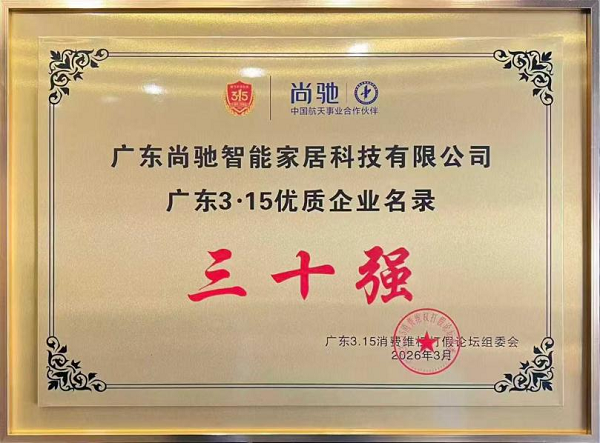 315
尚驰
中国航天事业合作伙伴
广东尚驰智能家居科技有限公司
广东3·15优质企业名录
三十强
广东3.15消费维权打假论坛组委会
2026年3月